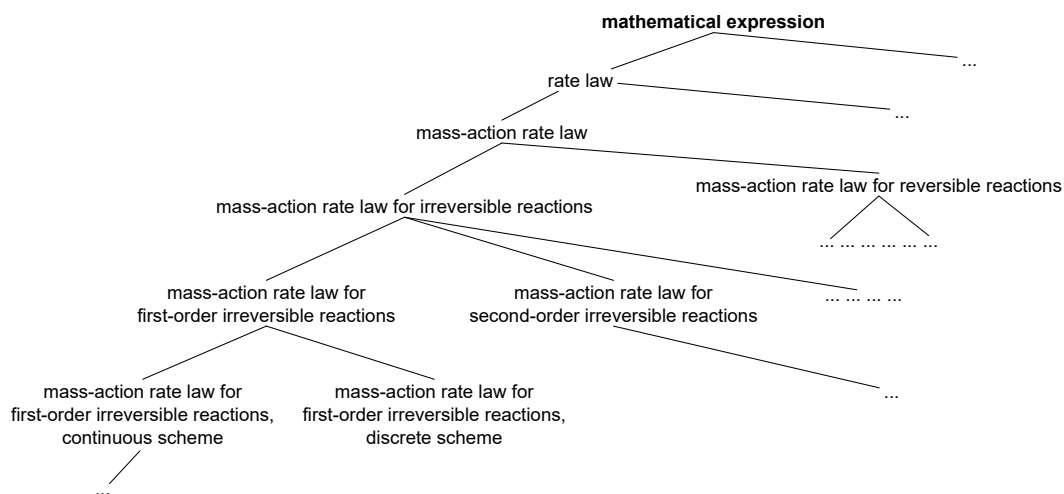 mathematical expression
...
rate law
...
mass-action rate law
mass-action rate law for reversible reactions
mass-action rate law for irreversible reactions
... ... ... ... ... ...
mass-action rate law for
first-order irreversible reactions
mass-action rate law for
second-order irreversible reactions
... ... ... ...
mass-action rate law for
first-order irreversible reactions,
continuous scheme
mass-action rate law for
first-order irreversible reactions,
discrete scheme
...
...